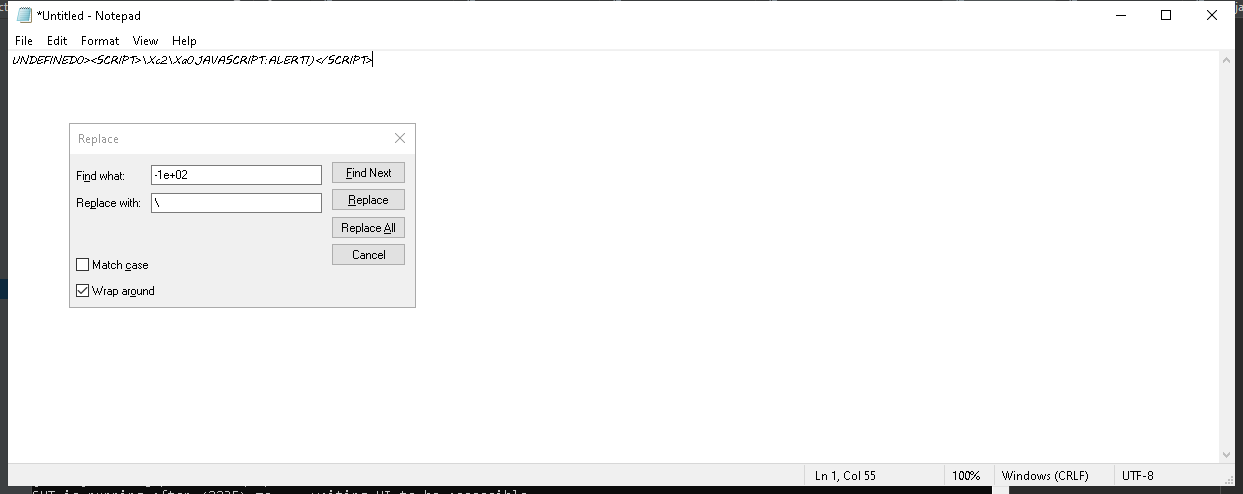 *Untitled - Notepad
File Edit Format View Help
UNDEFINED0><SCRIPT>\Xc2\Xa0JAVASCRIPT:ALERT1)</SCRIPT>
Replace
Find what: -1e+02 Find Next
Replace with: \ Replace
Replace All
Cancel
Match case
Wrap around
Ln 1, Col 55 100% Windows (CRLF) UTF-8